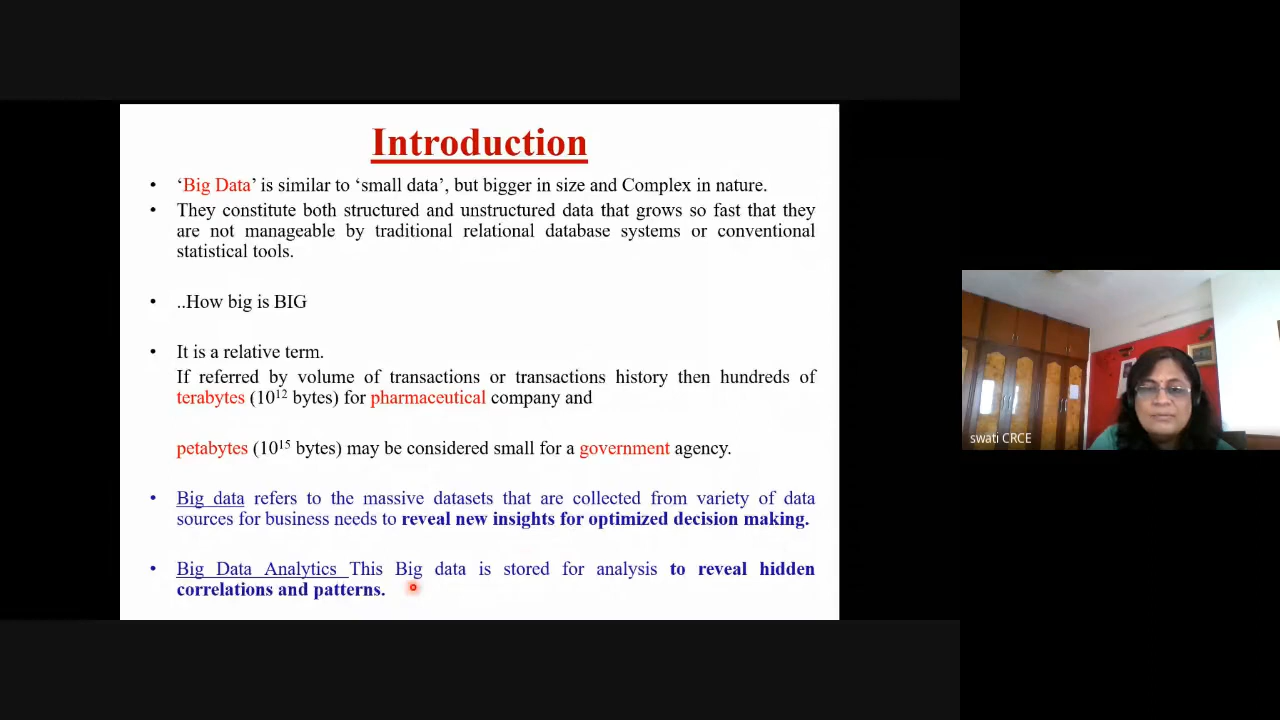 Introduction
• ‘Big Data’ is similar to ‘small data’, but bigger in size and Complex in nature.
• They constitute both structured and unstructured data that grows so fast that they
are not manageable by traditional relational database systems or conventional
statistical tools.
• ..How big is BIG
• It is a relative term.
If referred by volume of transactions or transactions history then hundreds of
terabytes (10¹² bytes) for pharmaceutical company and
petabytes (10¹⁵ bytes) may be considered small for a government agency.
• Big data refers to the massive datasets that are collected from variety of data
sources for business needs to reveal new insights for optimized decision making.
• Big Data Analytics This Big data is stored for analysis to reveal hidden
correlations and patterns.
swati CRCE